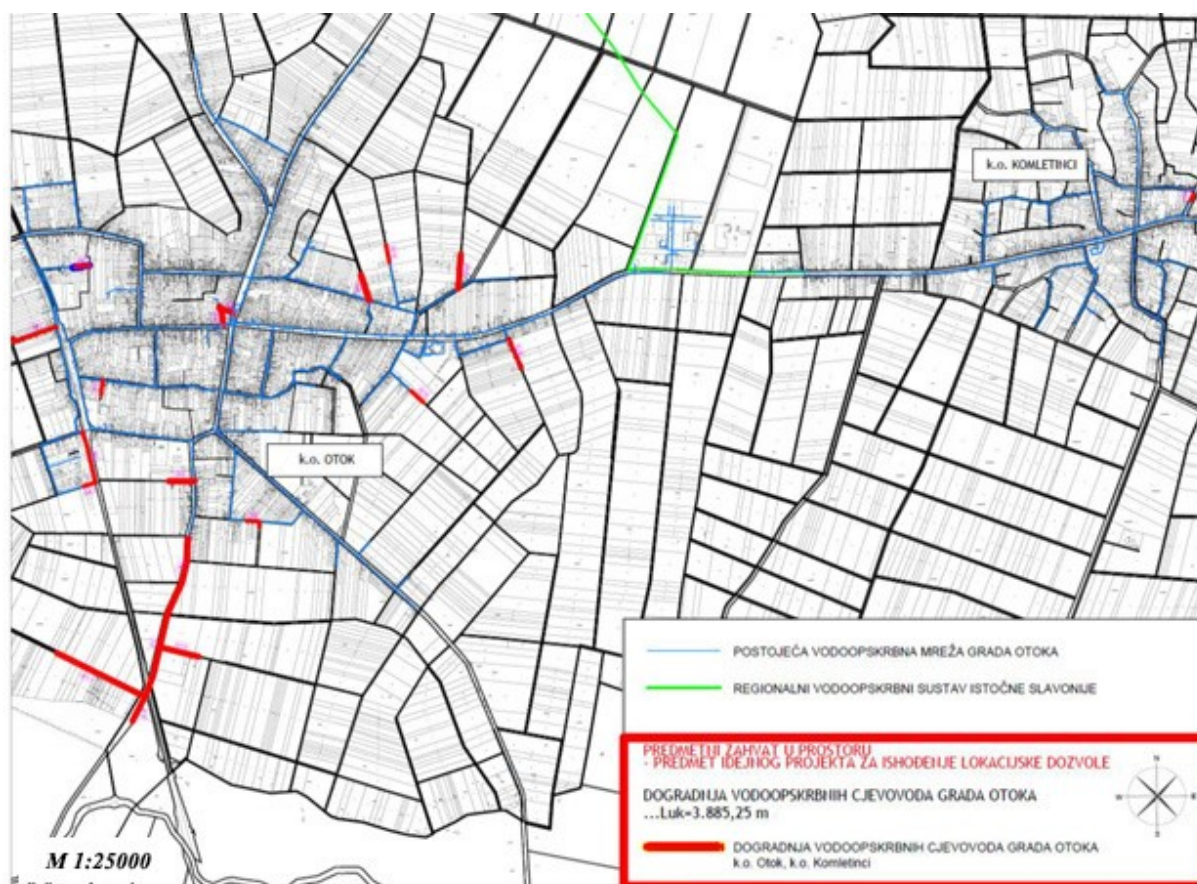 k.o. KOMLETINCI
k.o. OTOK
POSTOJEĆA VODOOPSKRBNA MREŽA GRADA OTOKA
REGIONALNI VODOOPSKRBNI SUSTAV ISTOČNE SLAVONIJE
PREDMETNI ZAHVAT U PROSTORU
- PREDMET IDEJNOG PROJEKTA ZA ISHOĐENJE LOKACIJSKE DOZVOLE
DOGRADNJA VODOOPSKRBNIH CJEVOVODA GRADA OTOKA
...Luk=3.885,25 m
N
W
E
S
DOGRADNJA VODOOPSKRBNIH CJEVOVODA GRADA OTOKA
k.o. Otok, k.o. Komletinci
M 1:25000